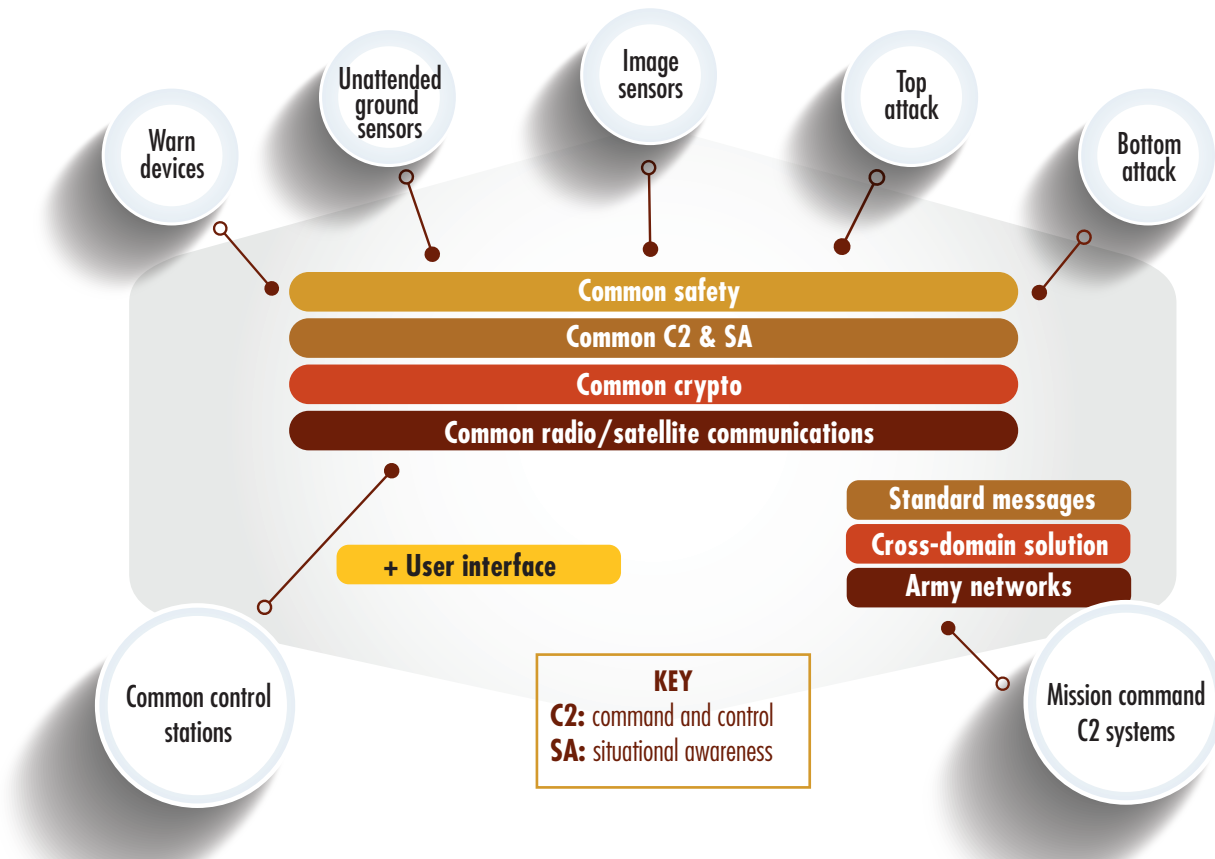 Warn
devices
Unattended
ground
sensors
Image
sensors
Top
attack
Bottom
attack
Common safety
Common C2 & SA
Common crypto
Common radio/satellite communications
Standard messages
Cross-domain solution
Army networks
+ User interface
Common control
stations
KEY
C2: command and control
SA: situational awareness
Mission command
C2 systems